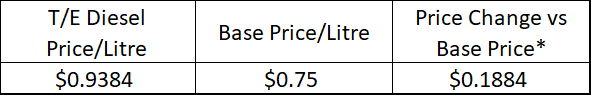 T/E Diesel
Price/Litre
Base Price/Litre
Price Change vs
Base Price*
$0.9384
$0.75
$0.1884